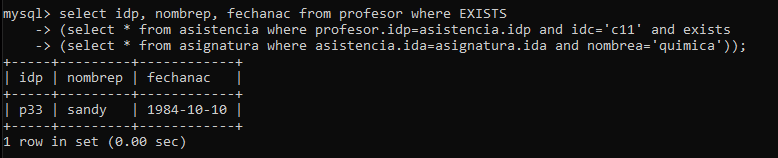 mysql> select idp, nombrep, fechanac from profesor where EXISTS
    -> (select * from asistencia where profesor.idp=asistencia.idp and idc='c11' and exists
    -> (select * from asignatura where asistencia.ida=asignatura.ida and nombrea='quimica'));
+-----+---------+------------+
| idp | nombrep | fechanac   |
+-----+---------+------------+
| p33 | sandy   | 1984-10-10 |
+-----+---------+------------+
1 row in set (0.00 sec)